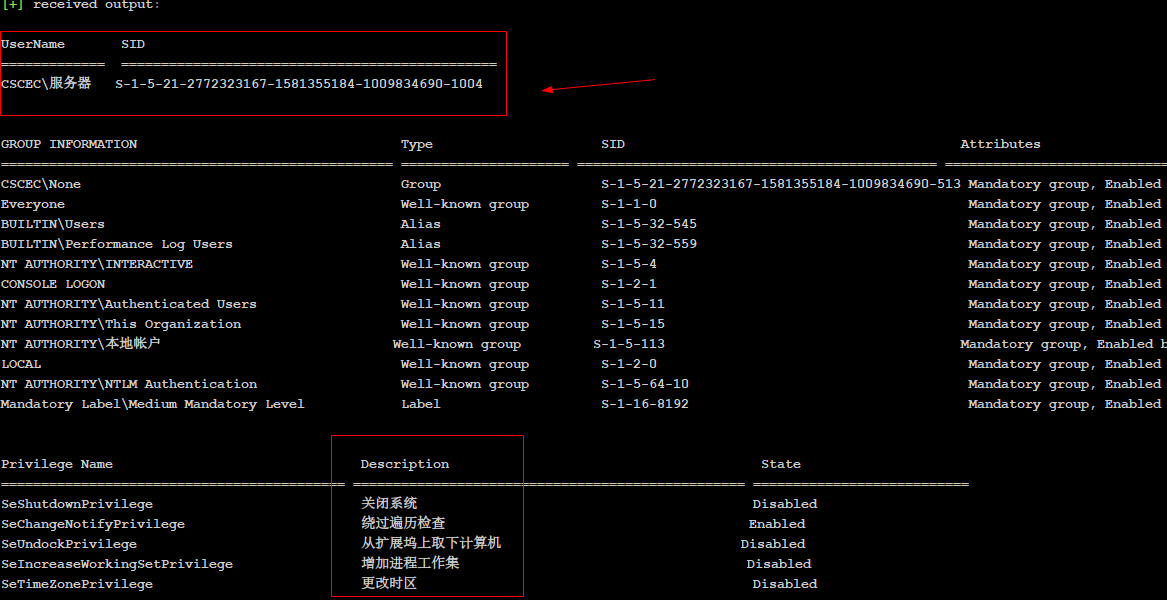 [+] received output:
UserName SID
CSCEC\服务器 S-1-5-21-2772323167-1581355184-1009834690-1004
GROUP INFORMATION Type SID Attributes
CSCEC\None Group S-1-5-21-2772323167-1581355184-1009834690-513 Mandatory group, Enabled
Everyone Well-known group S-1-1-0 Mandatory group, Enabled
BUILTIN\Users Alias S-1-5-32-545 Mandatory group, Enabled
BUILTIN\Performance Log Users Alias S-1-5-32-559 Mandatory group, Enabled
NT AUTHORITY\INTERACTIVE Well-known group S-1-5-4 Mandatory group, Enabled
CONSOLE LOGON Well-known group S-1-2-1 Mandatory group, Enabled
NT AUTHORITY\Authenticated Users Well-known group S-1-5-11 Mandatory group, Enabled
NT AUTHORITY\This Organization Well-known group S-1-5-15 Mandatory group, Enabled
NT AUTHORITY\本地帐户 Well-known group S-1-5-113 Mandatory group, Enabled b
LOCAL Well-known group S-1-2-0 Mandatory group, Enabled
NT AUTHORITY\NTLM Authentication Well-known group S-1-5-64-10 Mandatory group, Enabled
Mandatory Label\Medium Mandatory Level Label S-1-16-8192 Mandatory group, Enabled
Privilege Name Description State
SeShutdownPrivilege 关闭系统 Disabled
SeChangeNotifyPrivilege 绕过遍历检查 Enabled
SeUndockPrivilege 从扩展坞上取下计算机 Disabled
SeIncreaseWorkingSetPrivilege 增加进程工作集 Disabled
SeTimeZonePrivilege 更改时区 Disabled